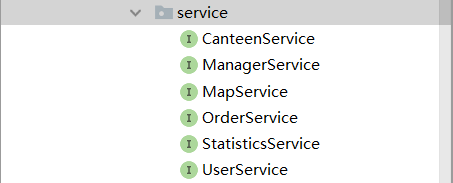 service
I CanteenService
I ManagerService
I MapService
I OrderService
I StatisticsService
I UserService